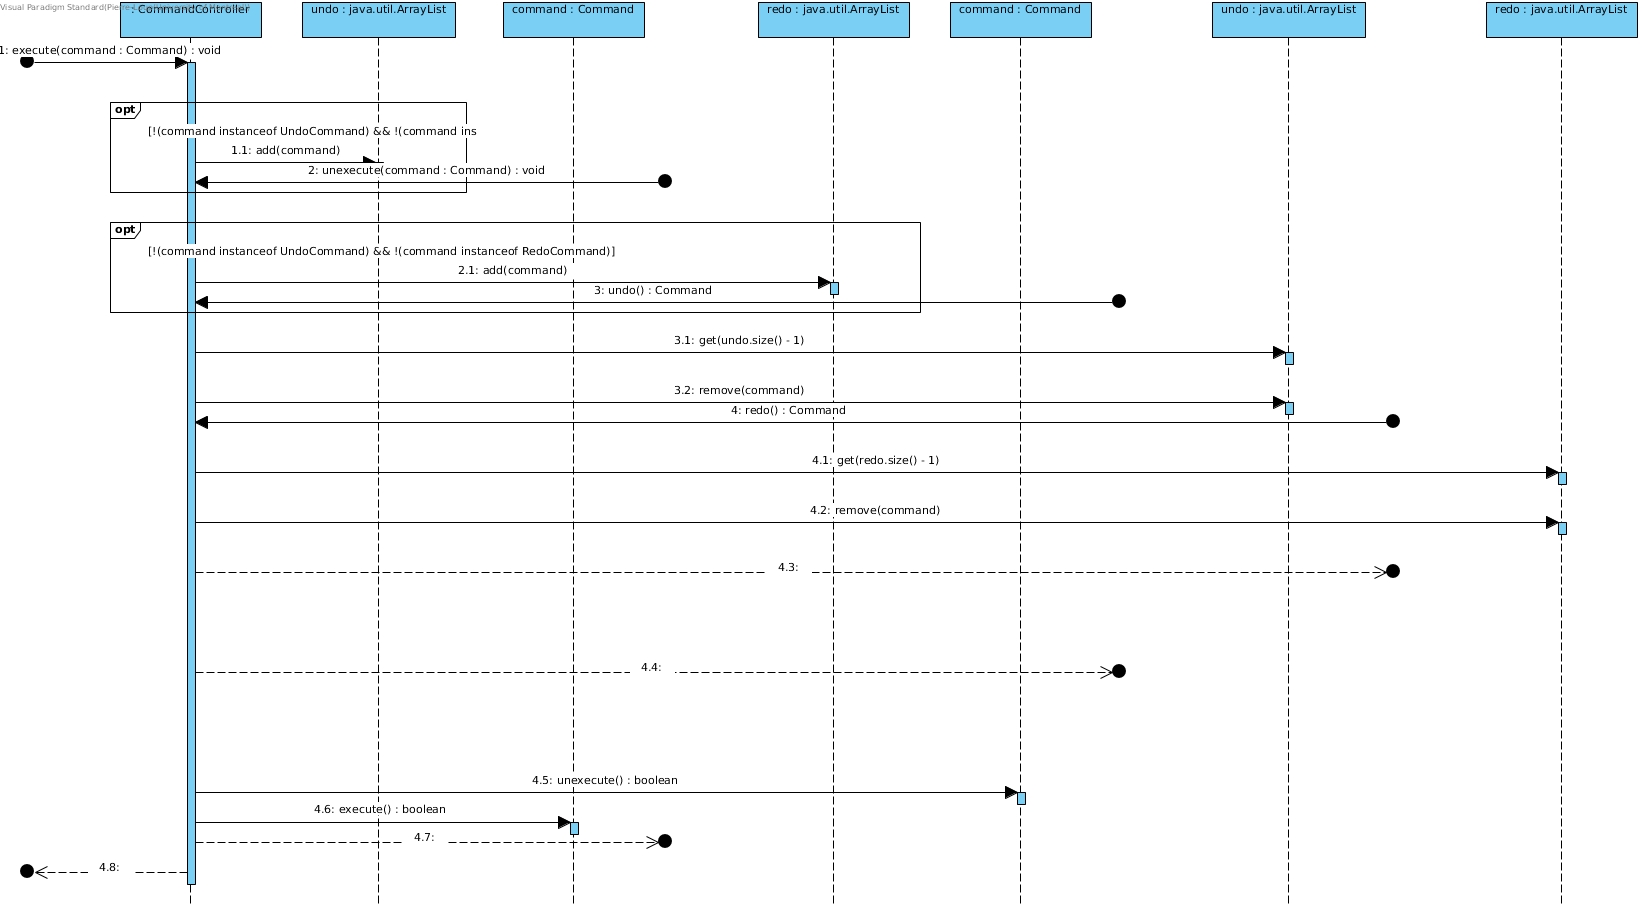 Visual Paradigm Standard(Pierre
: CommandController
undo : java.util.ArrayList
command : Command
redo : java.util.ArrayList
command : Command
undo : java.util.ArrayList
redo : java.util.ArrayList
1: execute(command : Command) : void
opt
[!(command instanceof UndoCommand) && !(command ins
1.1: add(command)
2: unexecute(command : Command) : void
opt
[!(command instanceof UndoCommand) && !(command instanceof RedoCommand)]
2.1: add(command)
3: undo() : Command
3.1: get(undo.size() - 1)
3.2: remove(command)
4: redo() : Command
4.1: get(redo.size() - 1)
4.2: remove(command)
4.3:
4.4:
4.5: unexecute() : boolean
4.6: execute() : boolean
4.7:
4.8: